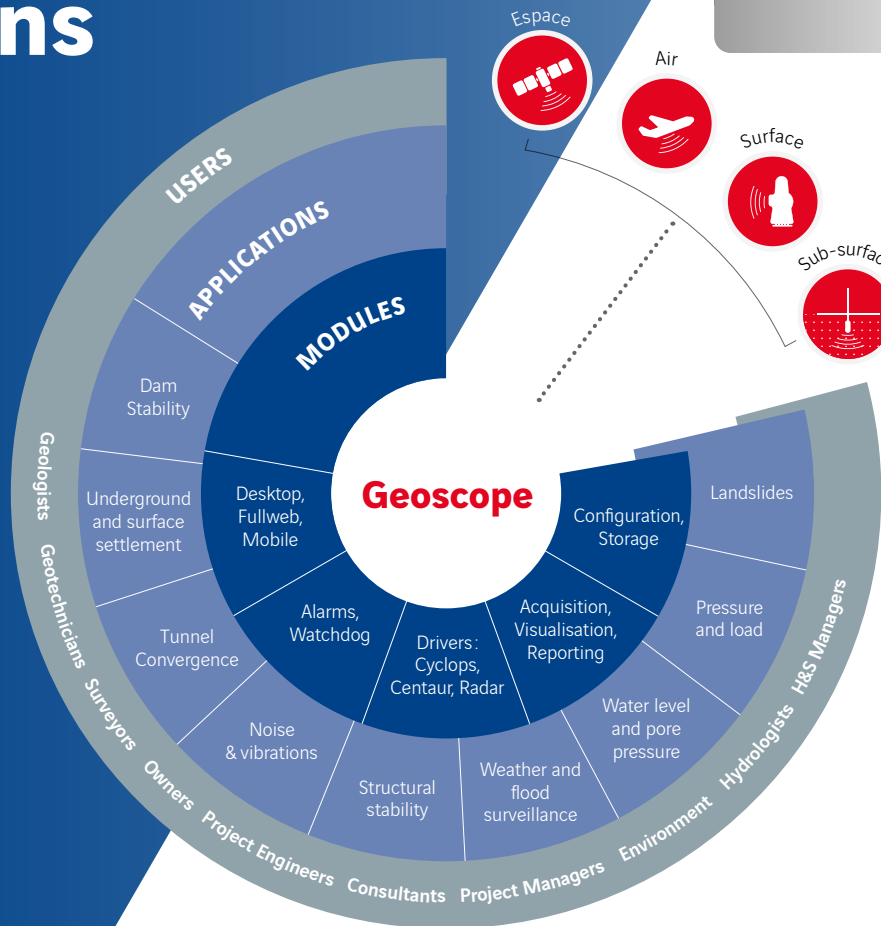 ns
Espace
Air
Surface
USERS
APPLICATIONS
MODULES
Geoscope
Dam
Stability
Underground
and surface
settlement
Tunnel
Convergence
Noise
& vibrations
Structural
stability
Weather and
flood
surveillance
Water level
and pore
pressure
Pressure
and load
Landslides
Desktop,
Fullweb,
Mobile
Alarms,
Watchdog
Drivers :
Cyclops,
Centaur, Radar
Acquisition,
Visualisation,
Reporting
Configuration,
Storage
Geologists
Geotechnicians
Surveyors
Owners
Project Engineers
Consultants
Project Managers
Environment
Hydrologists
H&S Managers